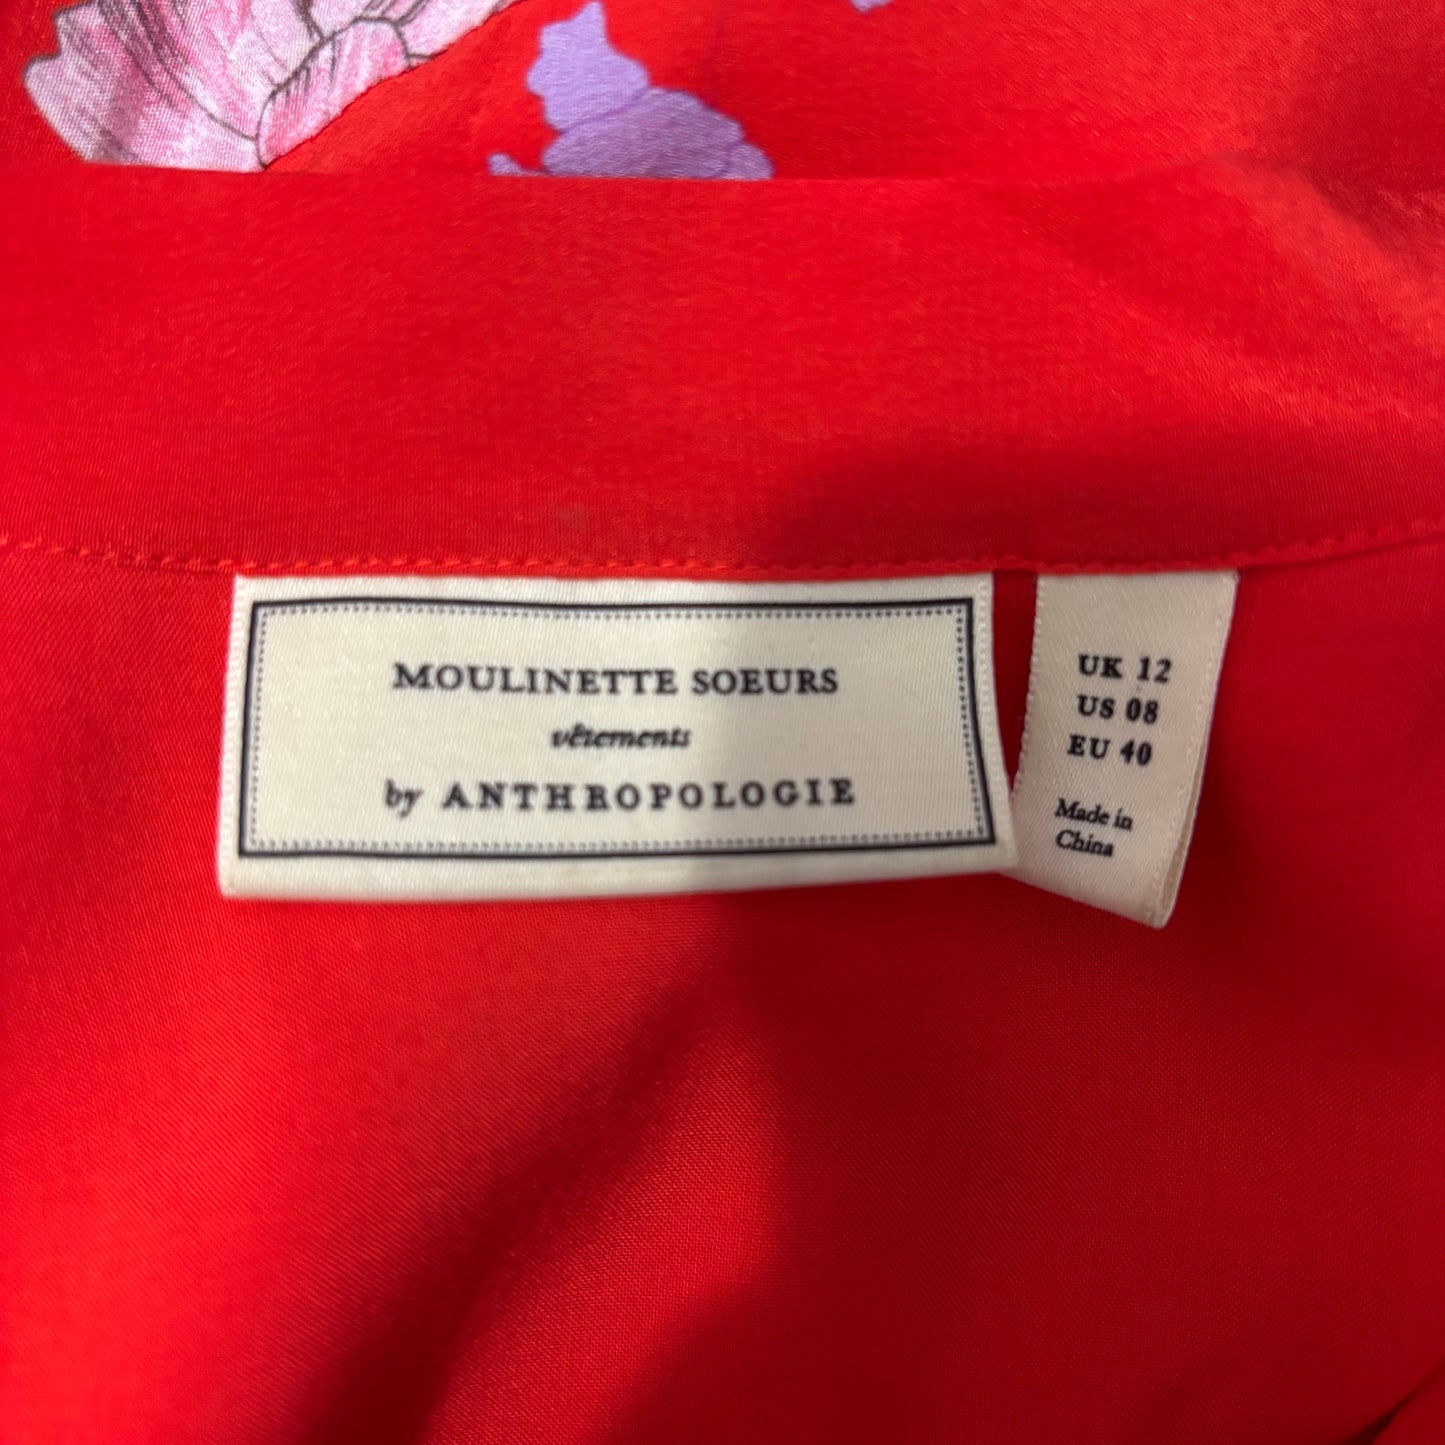 MOULINETTE SOEURS
vêtements
by ANTHROPOLOGIE
UK 12
US 08
EU 40
Made in
China